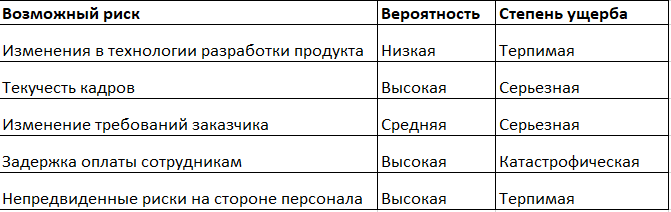 Возможный риск Вероятность Степень ущерба
Изменения в технологии разработки продукта Низкая Терпимая
Текучесть кадров Высокая Серьезная
Изменение требований заказчика Средняя Серьезная
Задержка оплаты сотрудникам Высокая Катастрофическая
Непредвиденные риски на стороне персонала Высокая Терпимая